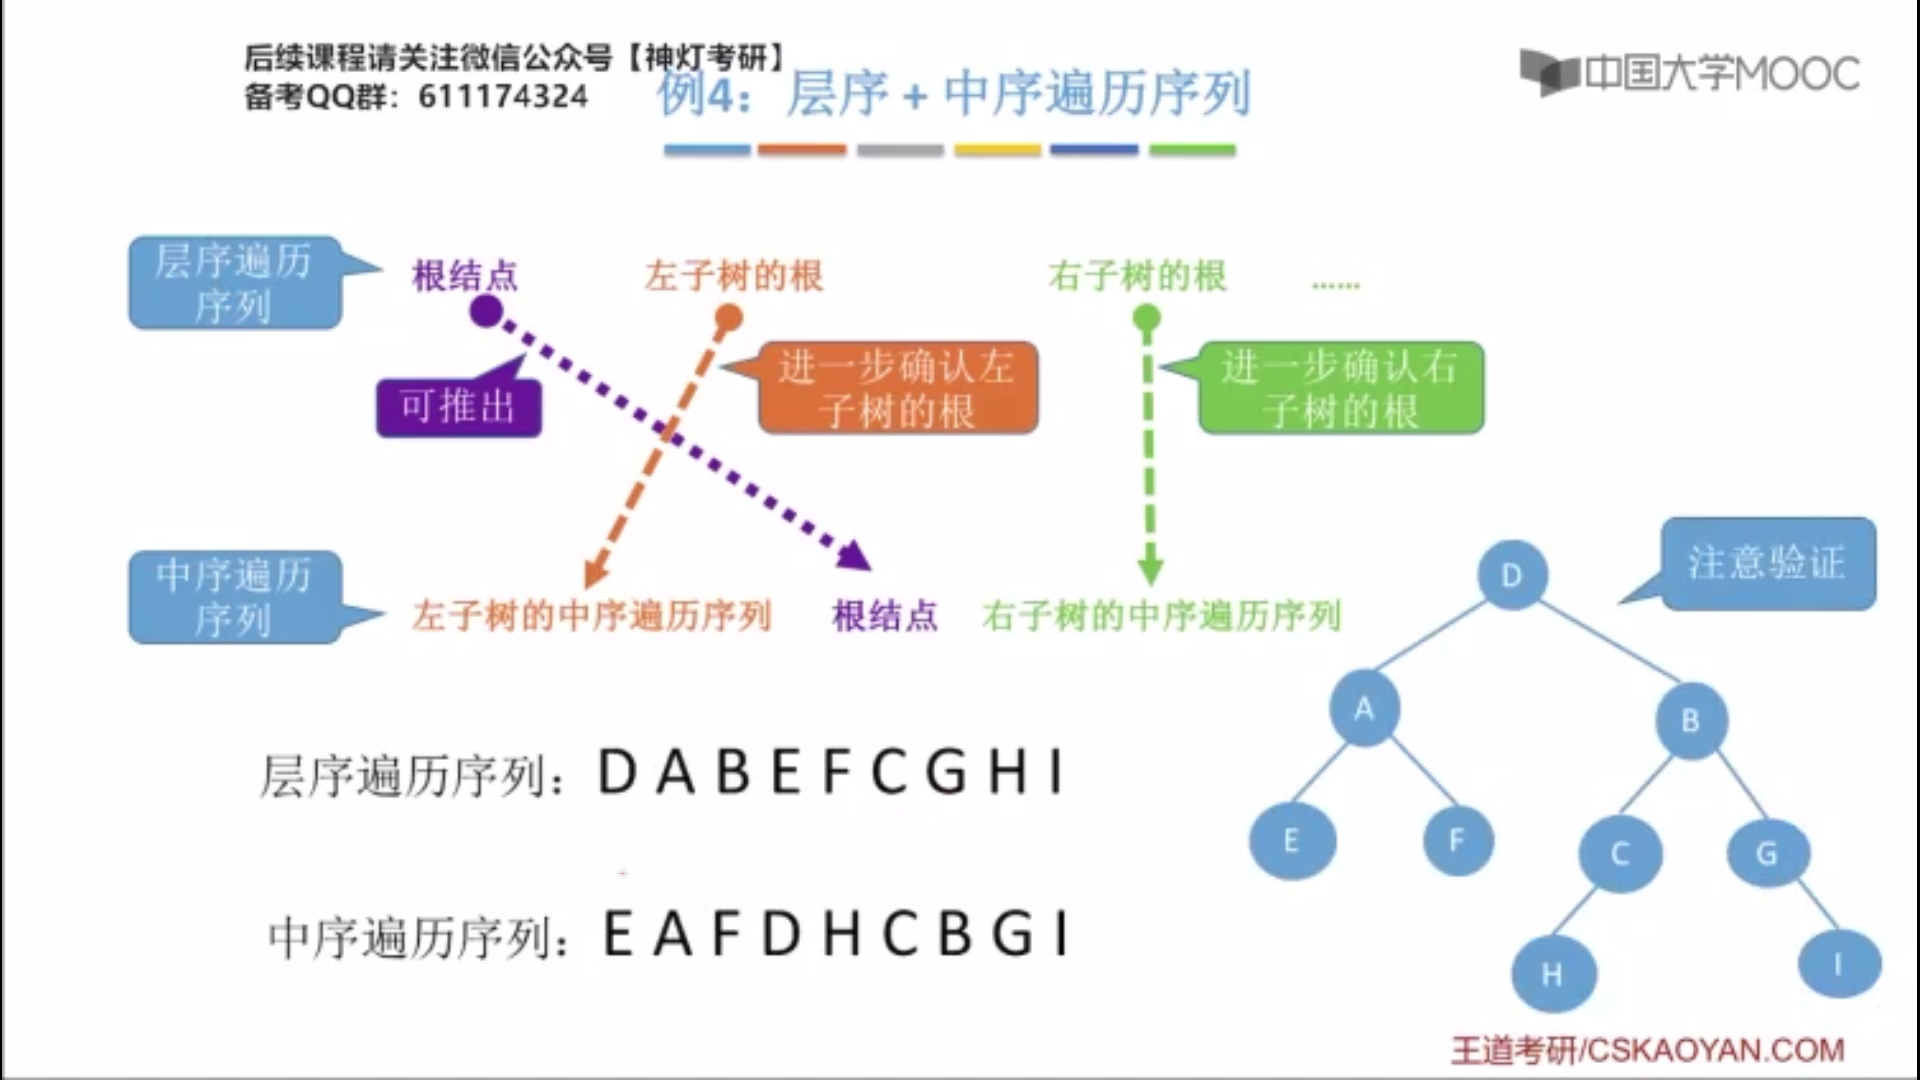 后续课程请关注微信公众号【神灯考研】
备考QQ群：611174324
例4：层序 + 中序遍历序列
中国大学MOOC
层序遍历
序列
根结点
左子树的根
右子树的根
......
可推出
进一步确认左
子树的根
进一步确认右
子树的根
中序遍历
序列
左子树的中序遍历序列
根结点
右子树的中序遍历序列
注意验证
D
A
B
E
F
C
G
H
I
层序遍历序列：D A B E F C G H I
中序遍历序列：E A F D H C B G I
王道考研/CSKAOYAN.COM